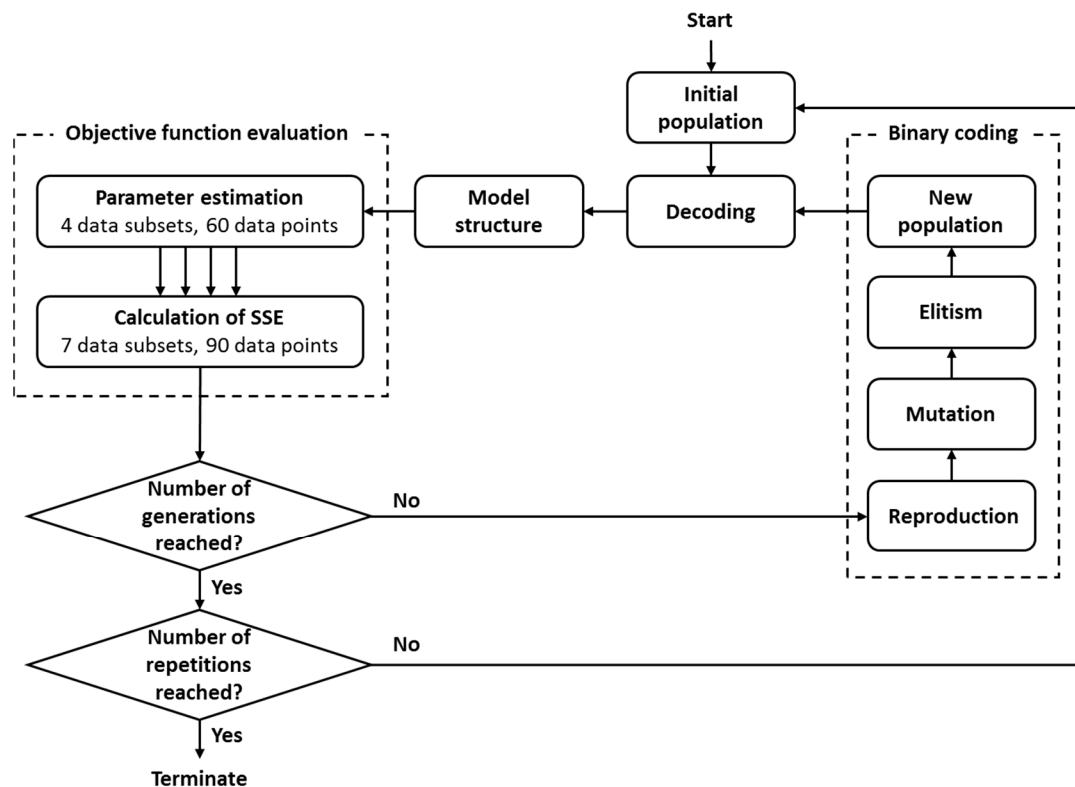 Start
Initial
population
Objective function evaluation
Binary coding
Parameter estimation
4 data subsets, 60 data points
Model
structure
Decoding
New
population
Calculation of SSE
7 data subsets, 90 data points
Elitism
Mutation
Number of
generations
reached?
No
Reproduction
Yes
Number of
repetitions
reached?
No
Yes
Terminate